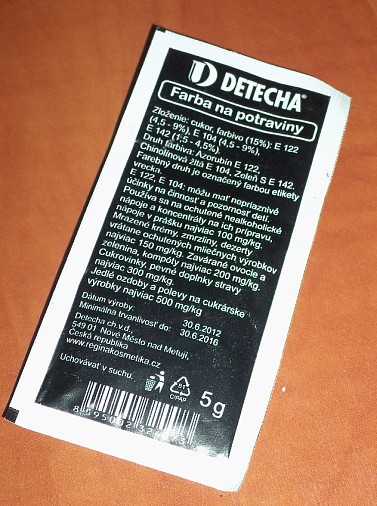 DETECHA®
Farba na potraviny
Zloženie: cukor, farbivo (15%): E 122
(4,5 - 9%), E 104 (4,5 - 9%),
E 142 (1,5 - 4,5%).
Druh farbiva: Azorubín E 122,
Chinolínová žltá E 104, Zeleň S E 142.
Farebný druh je označený farbou etikety
vrecka.
E 122, E 104: môžu mať nepriaznivé
účinky na činnosť a pozornosť detí.
Používa sa na ochutené nealkoholické
nápoje a koncentráty na ich prípravu,
nápoje v prášku najviac 100 mg/kg.
Mrazené krémy, zmrzliny, dezerty
vrátane ochutených mliečnych výrobkov
najviac 150 mg/kg. Zavárané ovocie a
zelenina, kompóty najviac 200 mg/kg.
Cukrovinky, pevné doplnky stravy
najviac 300 mg/kg.
Jedlé ozdoby a polevy na cukrárske
výrobky najviac 500 mg/kg
Dátum výroby: 30.6.2012
Minimálna trvanlivosť do: 30.6.2016
Detecha ch.v.d.,
549 01 Nové Město nad Metují,
Česká republika
www.reginakosmetika.cz
Uchovávať v suchu.
C/PAP
5g